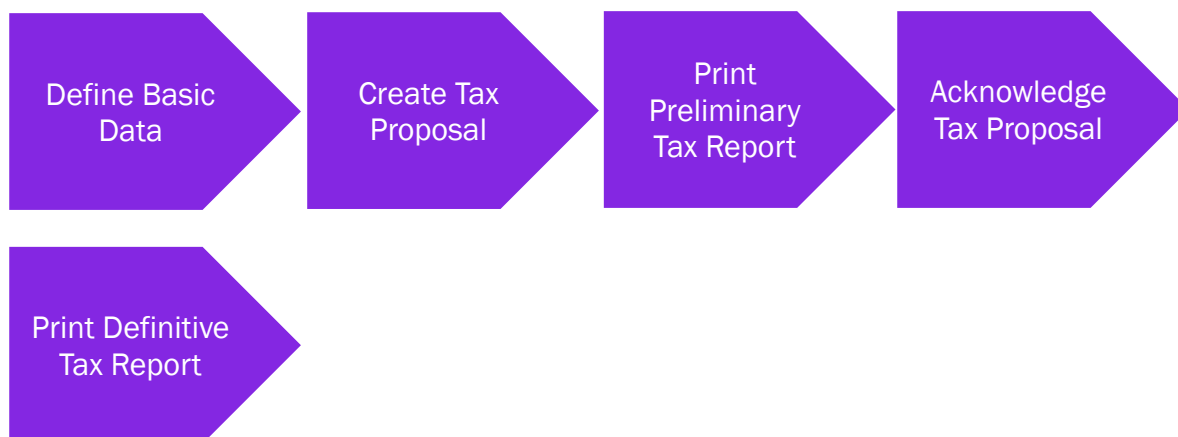 Define Basic
Data
Create Tax
Proposal
Print
Preliminary
Tax Report
Acknowledge
Tax Proposal
Print Definitive
Tax Report